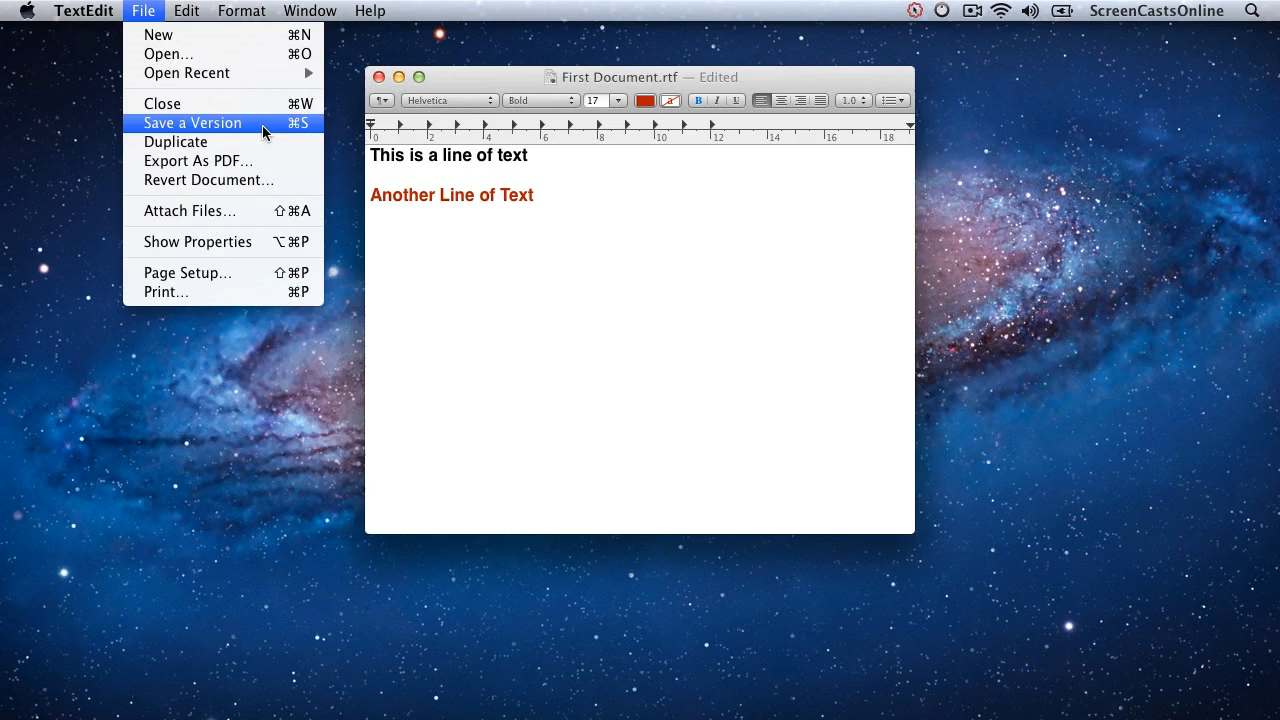 TextEdit File Edit Format Window Help ScreenCastsOnline
New ⌘N
Open... ⌘O
Open Recent ▶
Close ⌘W
Save a Version ⌘S
Duplicate
Export As PDF...
Revert Document...
Attach Files... ⇧⌘A
Show Properties ⌥⌘P
Page Setup... ⇧⌘P
Print... ⌘P
First Document.rtf — Edited
¶ Helvetica Bold 17 a B I U 1.0
0 2 4 6 8 10 12 14 16 18
This is a line of text
Another Line of Text